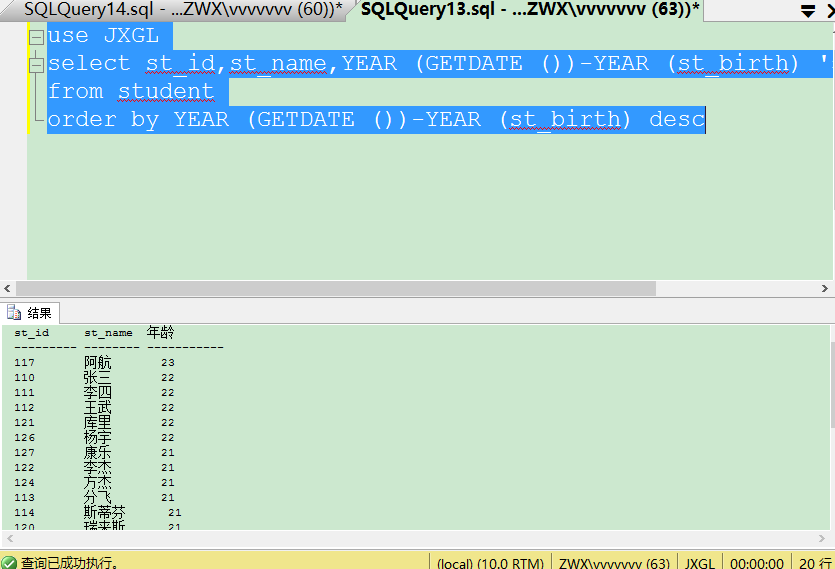 SQLQuery14.sql - ...ZWX\vvvvvvv (60))* SQLQuery13.sql - ...ZWX\vvvvvvv (63))*
use JXGL
select st_id,st_name,YEAR (GETDATE ())-YEAR (st_birth) '
from student
order by YEAR (GETDATE ())-YEAR (st_birth) desc
结果
st_id st_name 年龄
--------- -------- -----------
117 阿航 23
110 张三 22
111 李四 22
112 王武 22
121 库里 22
126 杨宇 22
127 康乐 21
122 李杰 21
124 方杰 21
113 分飞 21
114 斯蒂芬 21
120 瑞来斯 21
查询已成功执行。 (local) (10.0 RTM) ZWX\vvvvvvv (63) JXGL 00:00:00 20 行